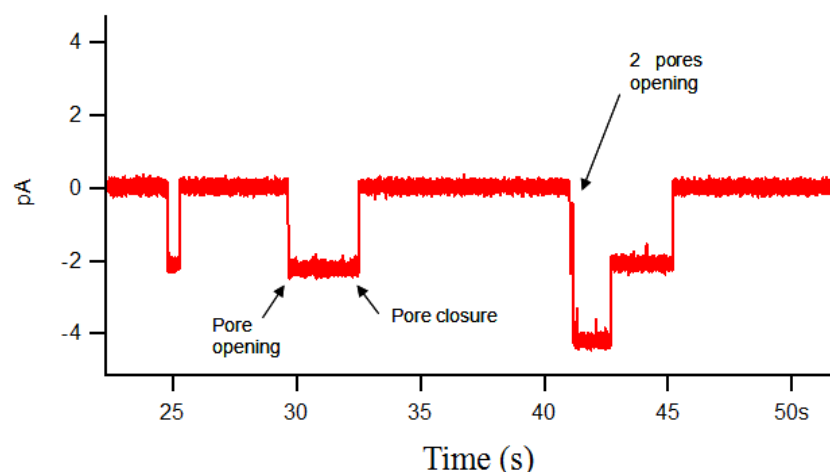 4
2
0
-2
-4
pA
2 pores
opening
Pore
opening
Pore closure
25
30
35
40
45
50s
Time (s)